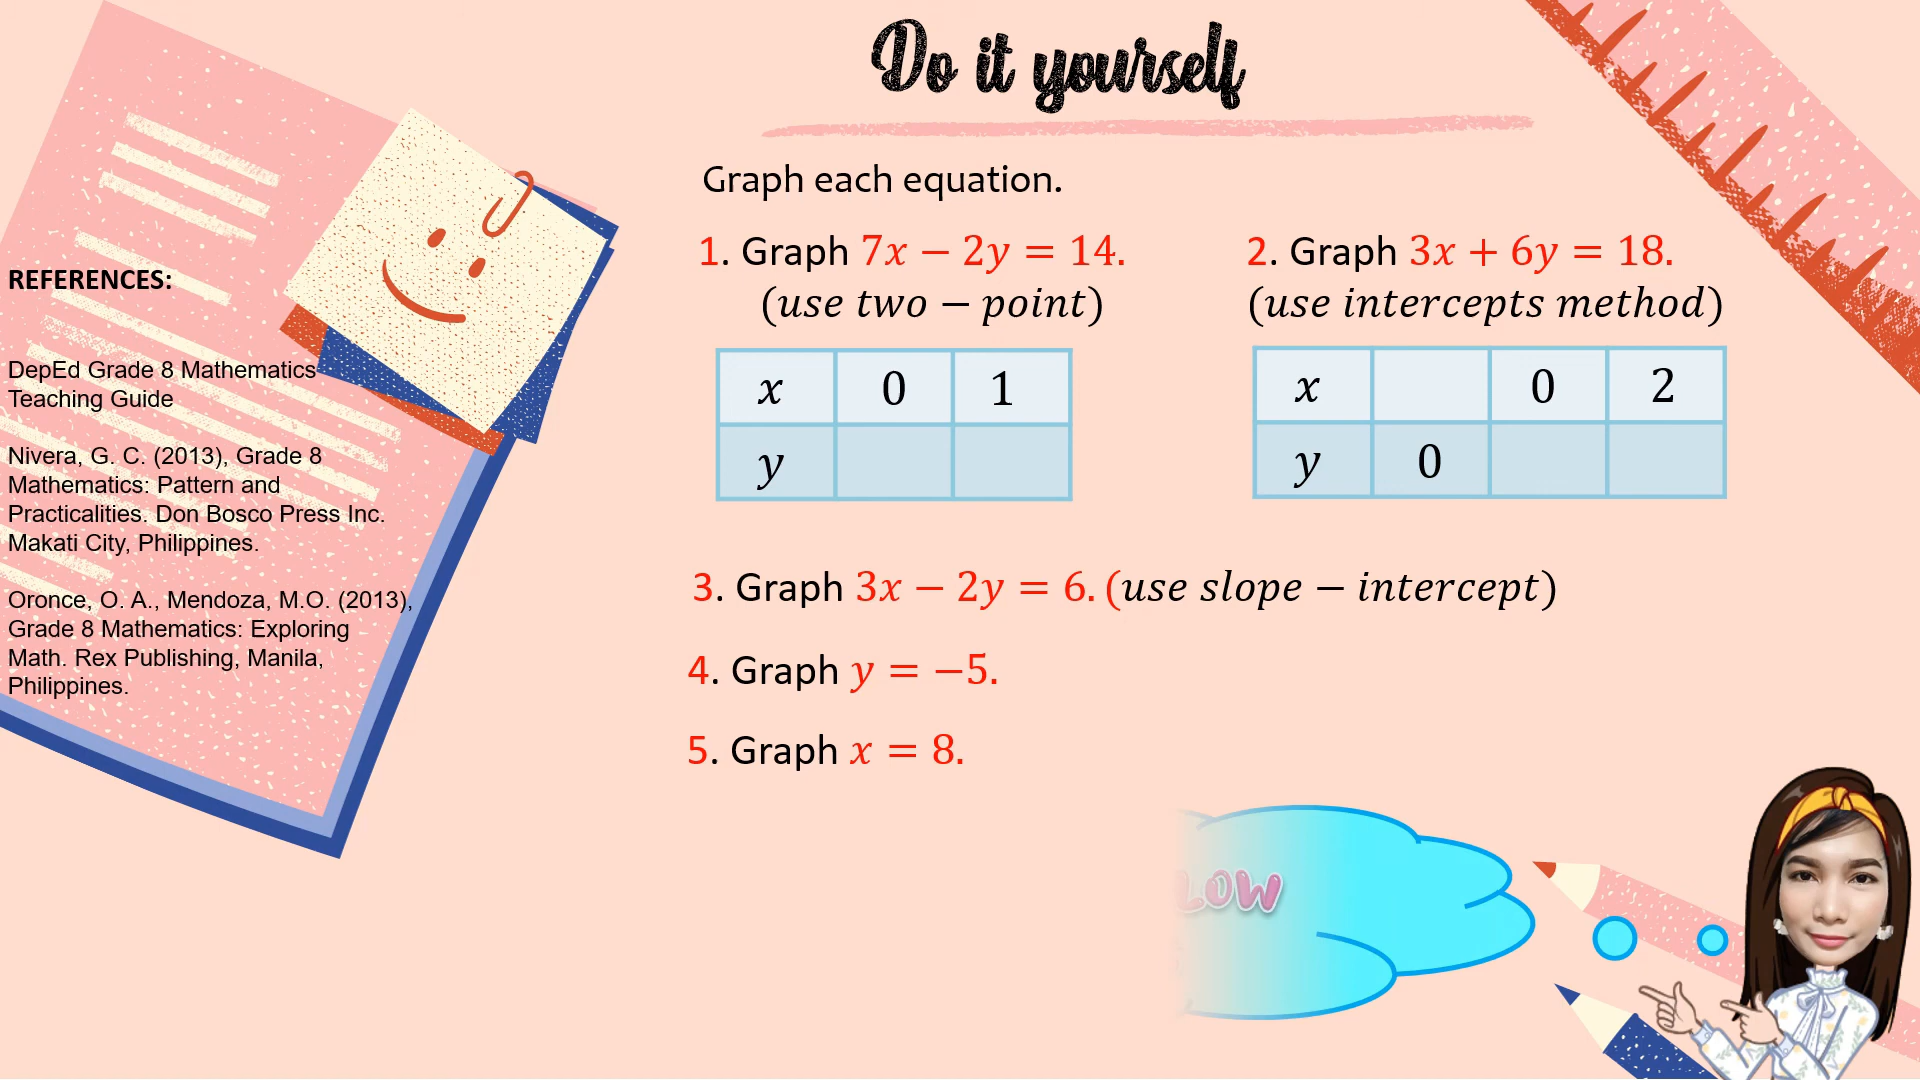 Do it yourself
Graph each equation.
1. Graph 7x − 2y = 14.
(use two − point)
x 0 1
y
2. Graph 3x + 6y = 18.
(use intercepts method)
x 0 2
y 0
3. Graph 3x − 2y = 6. (use slope − intercept)
4. Graph y = −5.
5. Graph x = 8.
REFERENCES:
DepEd Grade 8 Mathematics
Teaching Guide
Nivera, G. C. (2013), Grade 8
Mathematics: Pattern and
Practicalities. Don Bosco Press Inc.
Makati City, Philippines.
Oronce, O. A., Mendoza, M.O. (2013),
Grade 8 Mathematics: Exploring
Math. Rex Publishing, Manila,
Philippines.